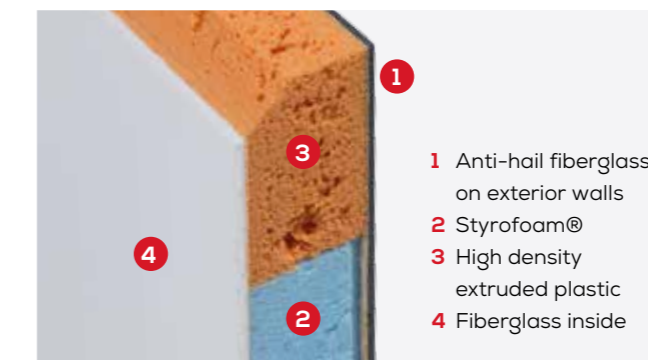 1
3
4
2
1 Anti-hail fiberglass
on exterior walls
2 Styrofoam®
3 High density
extruded plastic
4 Fiberglass inside